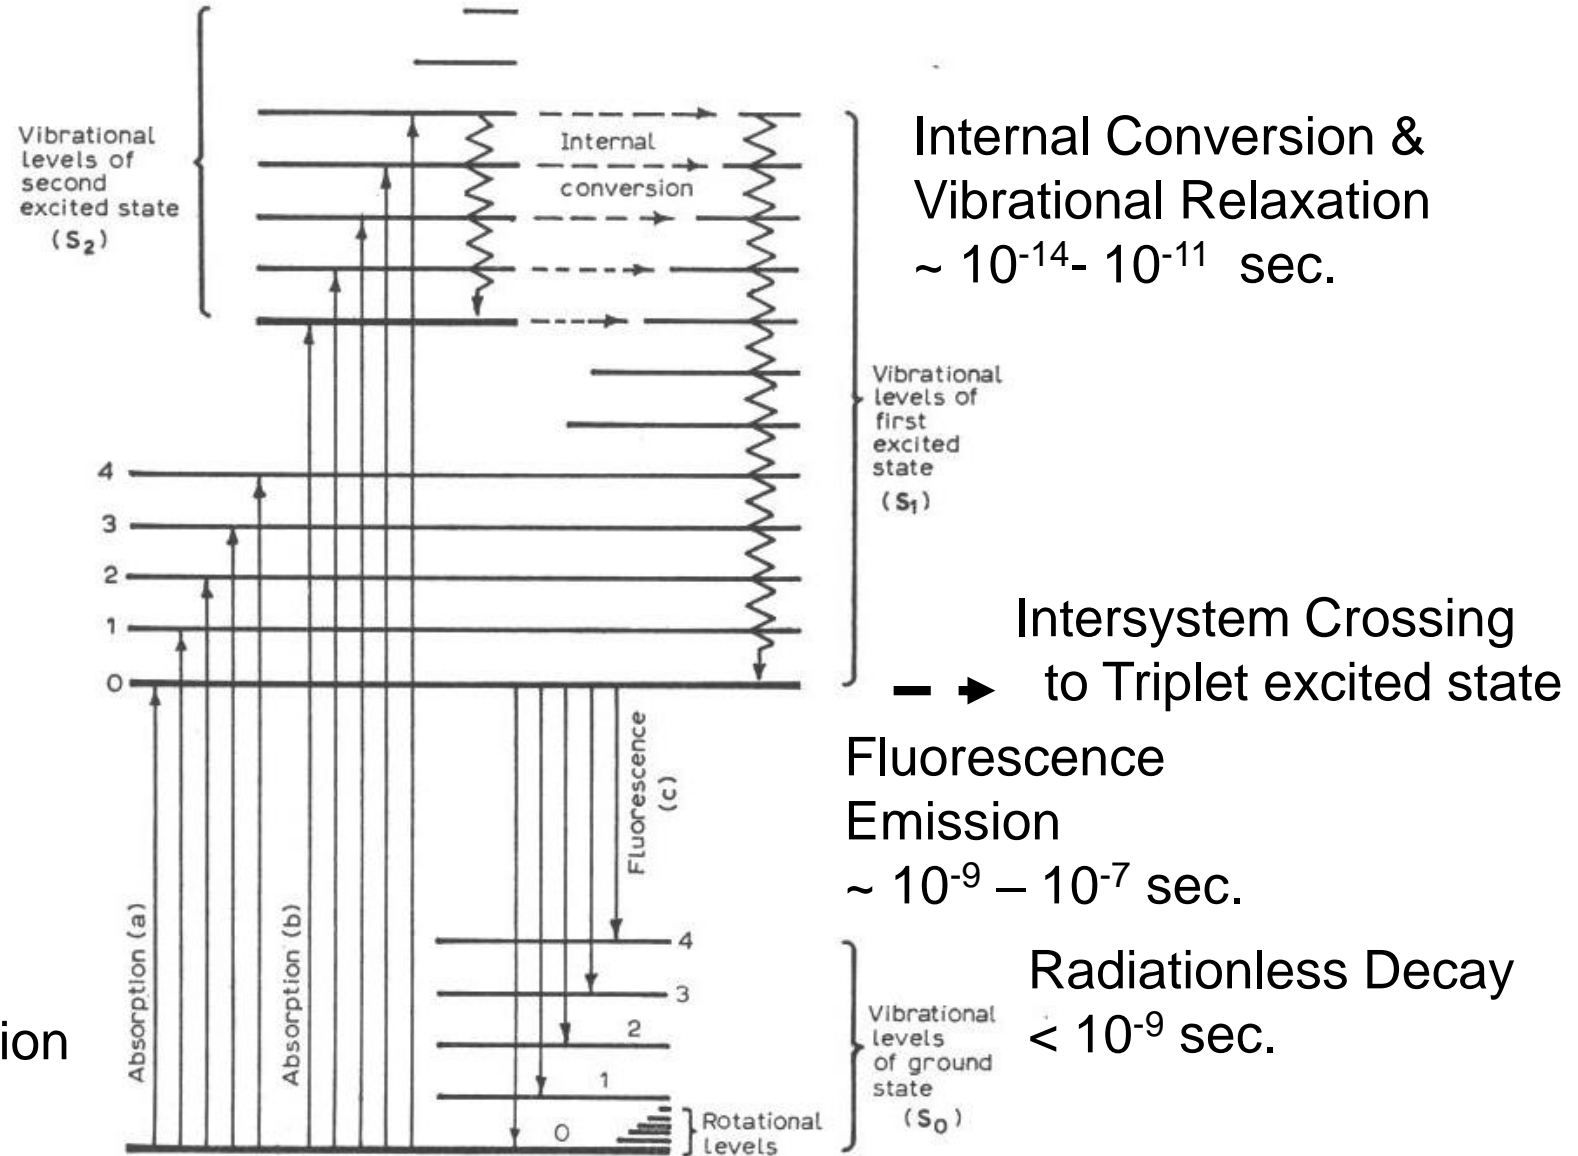 Vibrational
levels of
second
excited state
(S₂)
Internal
conversion
Internal Conversion &
Vibrational Relaxation
~ 10⁻¹⁴- 10⁻¹¹ sec.
Vibrational
levels of
first
excited
state
(S₁)
4
3
2
1
0
Intersystem Crossing
to Triplet excited state
Fluorescence
(c)
Fluorescence
Emission
~ 10⁻⁹ – 10⁻⁷ sec.
Absorption (a)
Absorption (b)
4
3
2
1
0
Rotational
levels
Vibrational
levels
of ground
state
(S₀)
Radiationless Decay
< 10⁻⁹ sec.
ion